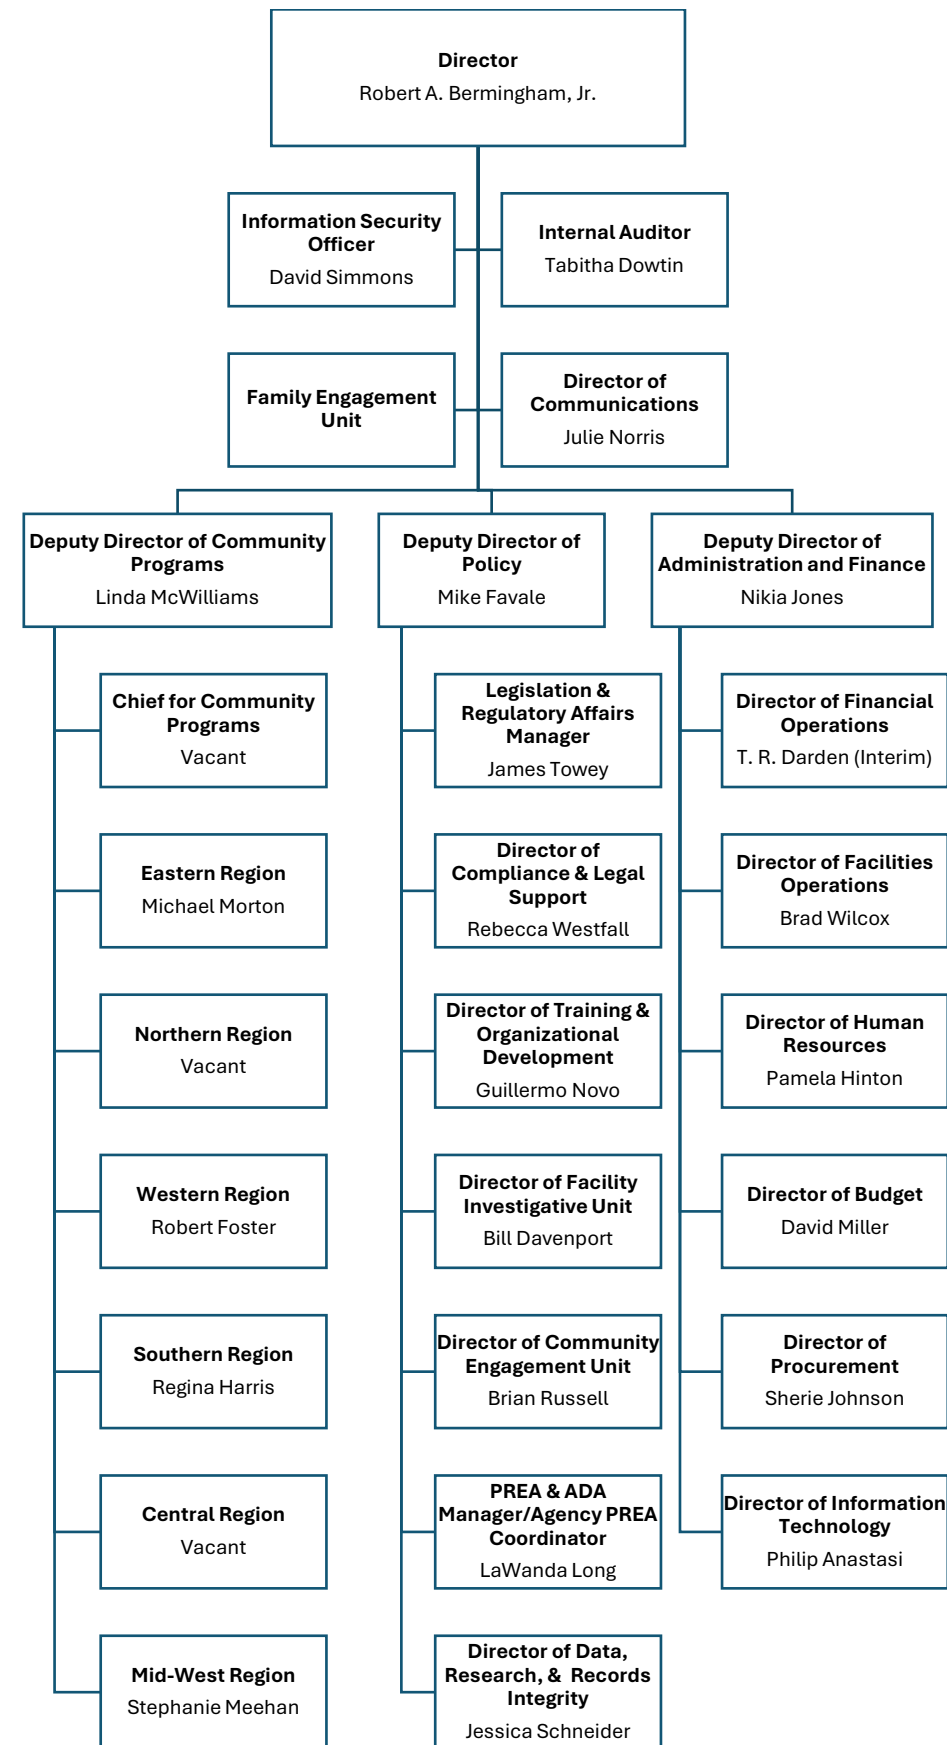 Director
Robert A. Bermingham, Jr.
Information Security
Officer
David Simmons
Internal Auditor
Tabitha Dowtin
Family Engagement
Unit
Director of
Communications
Julie Norris
Deputy Director of Community
Programs
Linda McWilliams
Deputy Director of
Policy
Mike Favale
Deputy Director of
Administration and Finance
Nikia Jones
Chief for Community
Programs
Vacant
Eastern Region
Michael Morton
Northern Region
Vacant
Western Region
Robert Foster
Southern Region
Regina Harris
Central Region
Vacant
Mid-West Region
Stephanie Meehan
Legislation &
Regulatory Affairs
Manager
James Towey
Director of
Compliance & Legal
Support
Rebecca Westfall
Director of Training &
Organizational
Development
Guillermo Novo
Director of Facility
Investigative Unit
Bill Davenport
Director of Community
Engagement Unit
Brian Russell
PREA & ADA
Manager/Agency PREA
Coordinator
LaWanda Long
Director of Data,
Research, & Records
Integrity
Jessica Schneider
Director of Financial
Operations
T. R. Darden (Interim)
Director of Facilities
Operations
Brad Wilcox
Director of Human
Resources
Pamela Hinton
Director of Budget
David Miller
Director of
Procurement
Sherie Johnson
Director of Information
Technology
Philip Anastasi